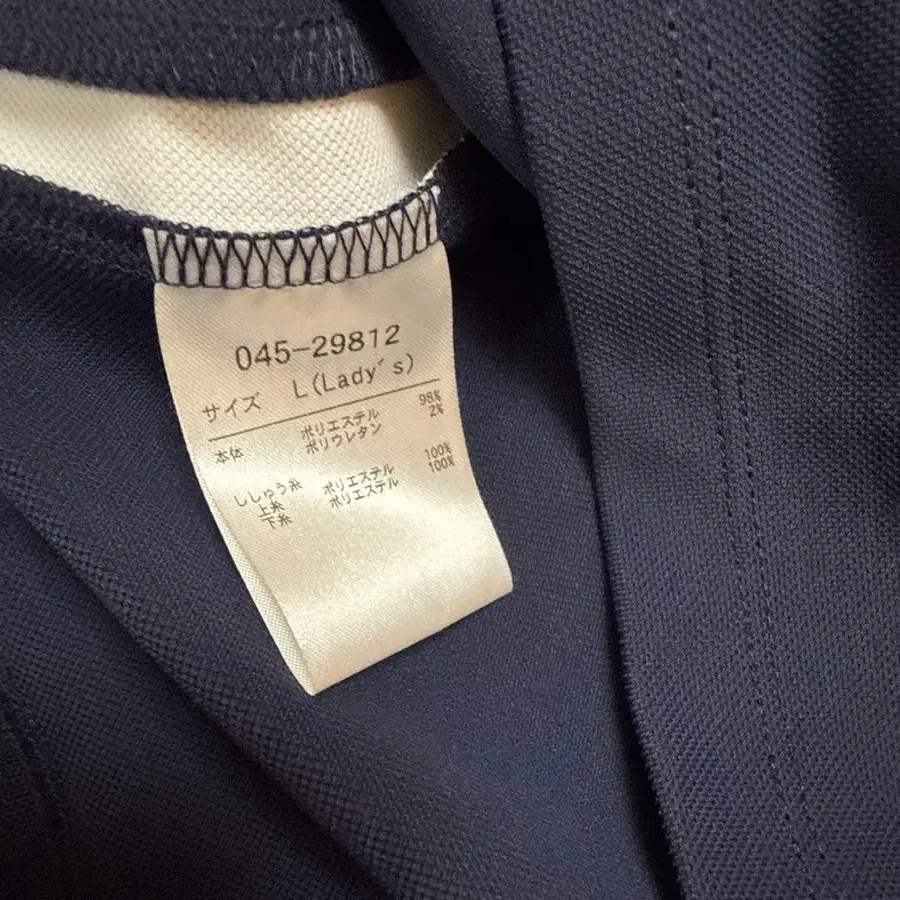 045-29812
サイズ L(Lady's)
本体 ポリエステル 98%
ポリウレタン 2%
ししゅう糸
上糸 ポリエステル 100%
下糸 ポリエステル 100%